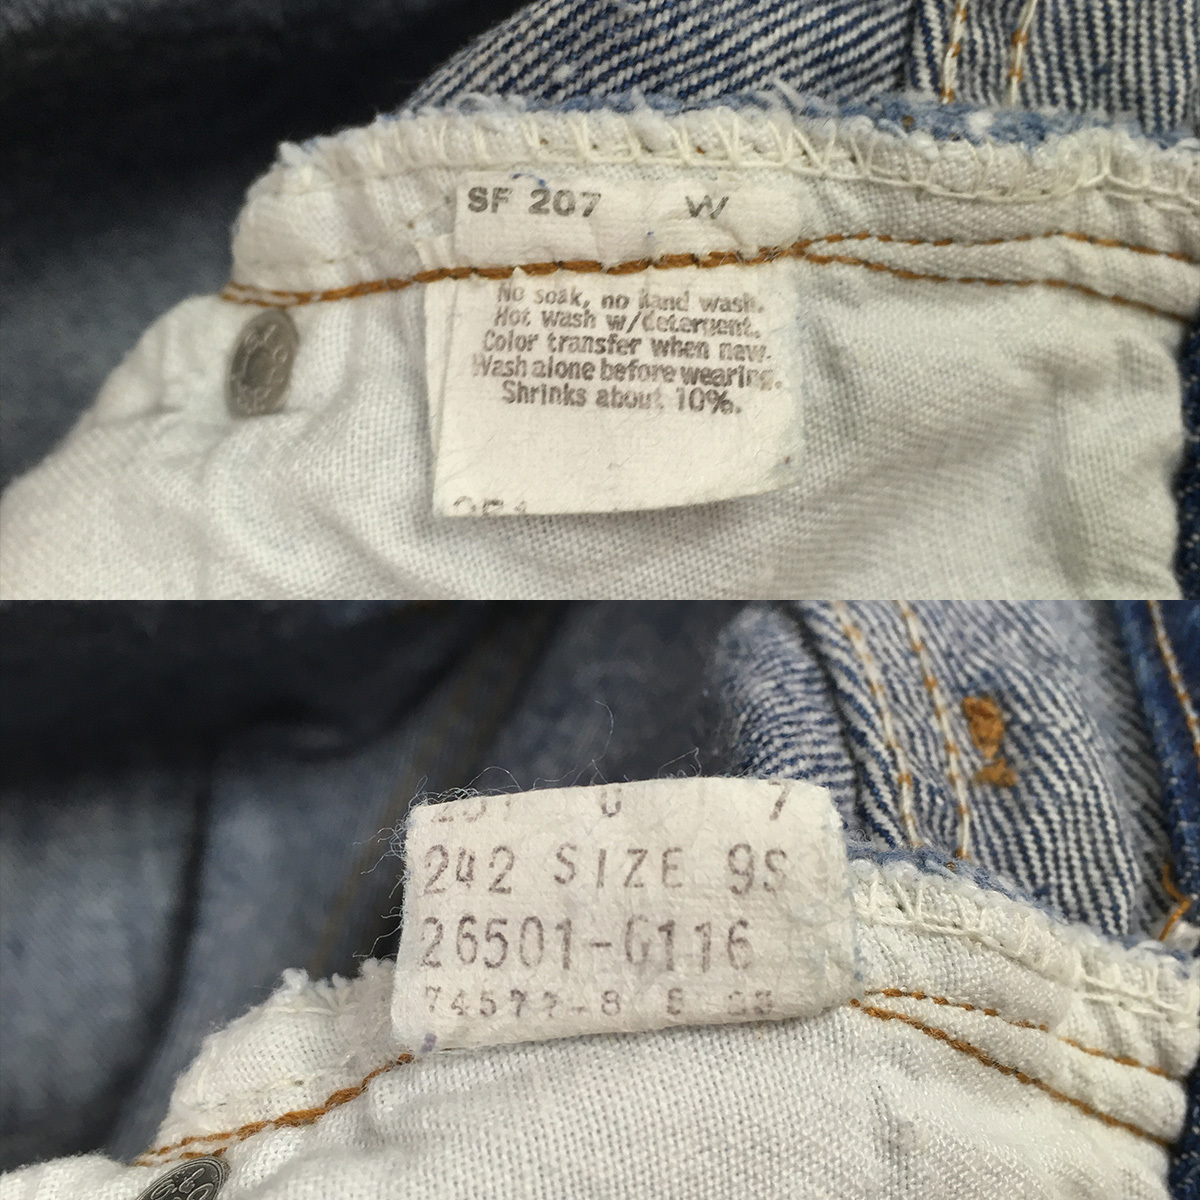 SF 207 W
No soak, no hand wash.
Hot wash w/detergent.
Color transfer when new.
Wash alone before wearing.
Shrinks about 10%.
242 SIZE 9S
26501-0116